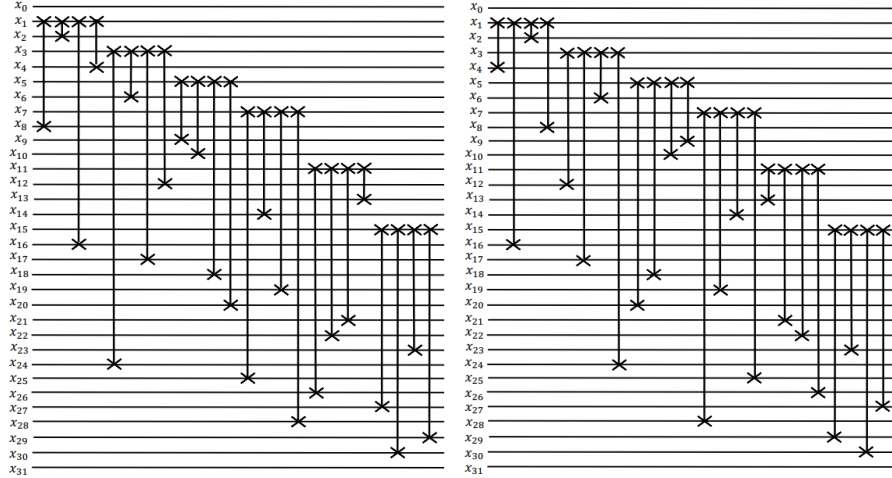 x₀
x₁
x₂
x₃
x₄
x₅
x₆
x₇
x₈
x₉
x₁₀
x₁₁
x₁₂
x₁₃
x₁₄
x₁₅
x₁₆
x₁₇
x₁₈
x₁₉
x₂₀
x₂₁
x₂₂
x₂₃
x₂₄
x₂₅
x₂₆
x₂₇
x₂₈
x₂₉
x₃₀
x₃₁
x₀
x₁
x₂
x₃
x₄
x₅
x₆
x₇
x₈
x₉
x₁₀
x₁₁
x₁₂
x₁₃
x₁₄
x₁₅
x₁₆
x₁₇
x₁₈
x₁₉
x₂₀
x₂₁
x₂₂
x₂₃
x₂₄
x₂₅
x₂₆
x₂₇
x₂₈
x₂₉
x₃₀
x₃₁